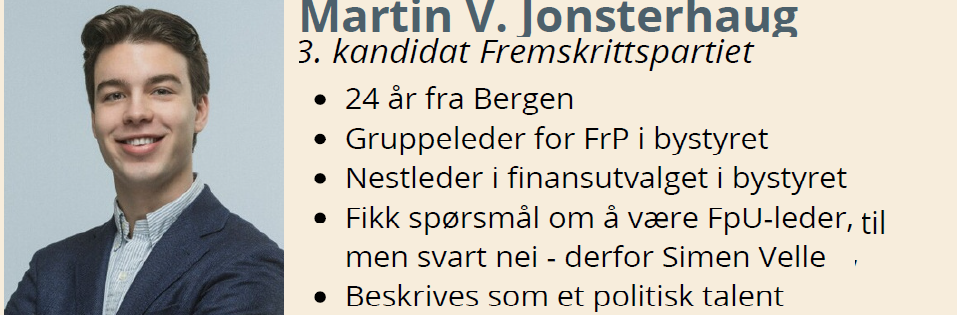 Martin V. Jonsterhaug
3. kandidat Fremskrittspartiet
• 24 år fra Bergen
• Gruppeleder for FrP i bystyret
• Nestleder i finansutvalget i bystyret
• Fikk spørsmål om å være FpU-leder, til
men svart nei - derfor Simen Velle ,
• Beskrives som et politisk talent